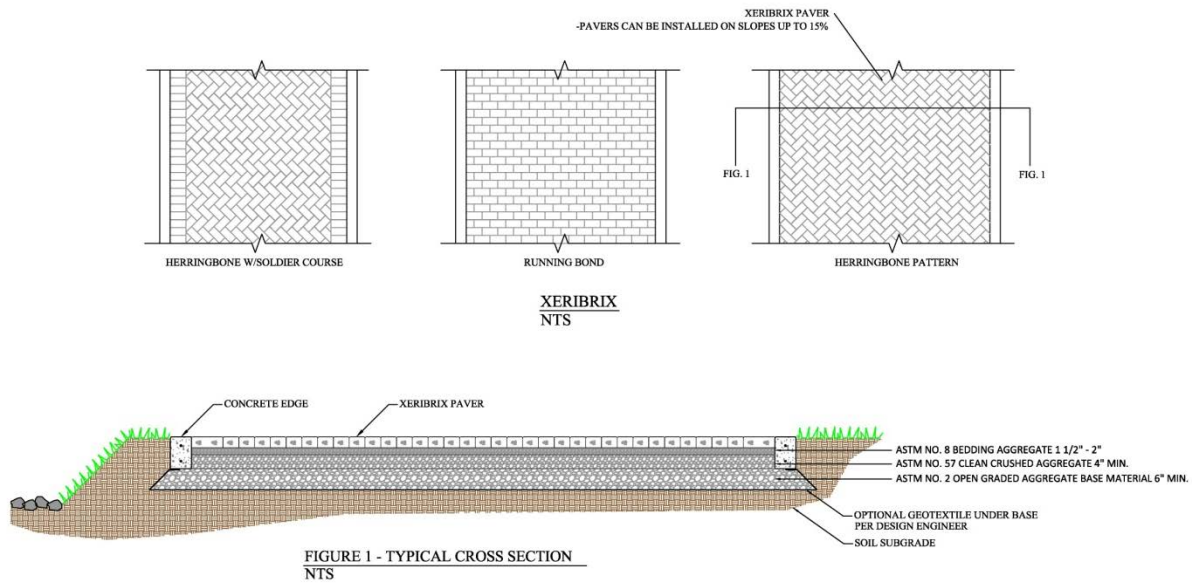 XERIBRIX PAVER
-PAVERS CAN BE INSTALLED ON SLOPES UP TO 15%
FIG. 1
FIG. 1
HERRINGBONE W/SOLDIER COURSE
RUNNING BOND
HERRINGBONE PATTERN
XERIBRIX
NTS
CONCRETE EDGE
XERIBRIX PAVER
ASTM NO. 8 BEDDING AGGREGATE 1 1/2" - 2"
ASTM NO. 57 CLEAN CRUSHED AGGREGATE 4" MIN.
ASTM NO. 2 OPEN GRADED AGGREGATE BASE MATERIAL 6" MIN.
OPTIONAL GEOTEXTILE UNDER BASE
PER DESIGN ENGINEER
SOIL SUBGRADE
FIGURE 1 - TYPICAL CROSS SECTION
NTS